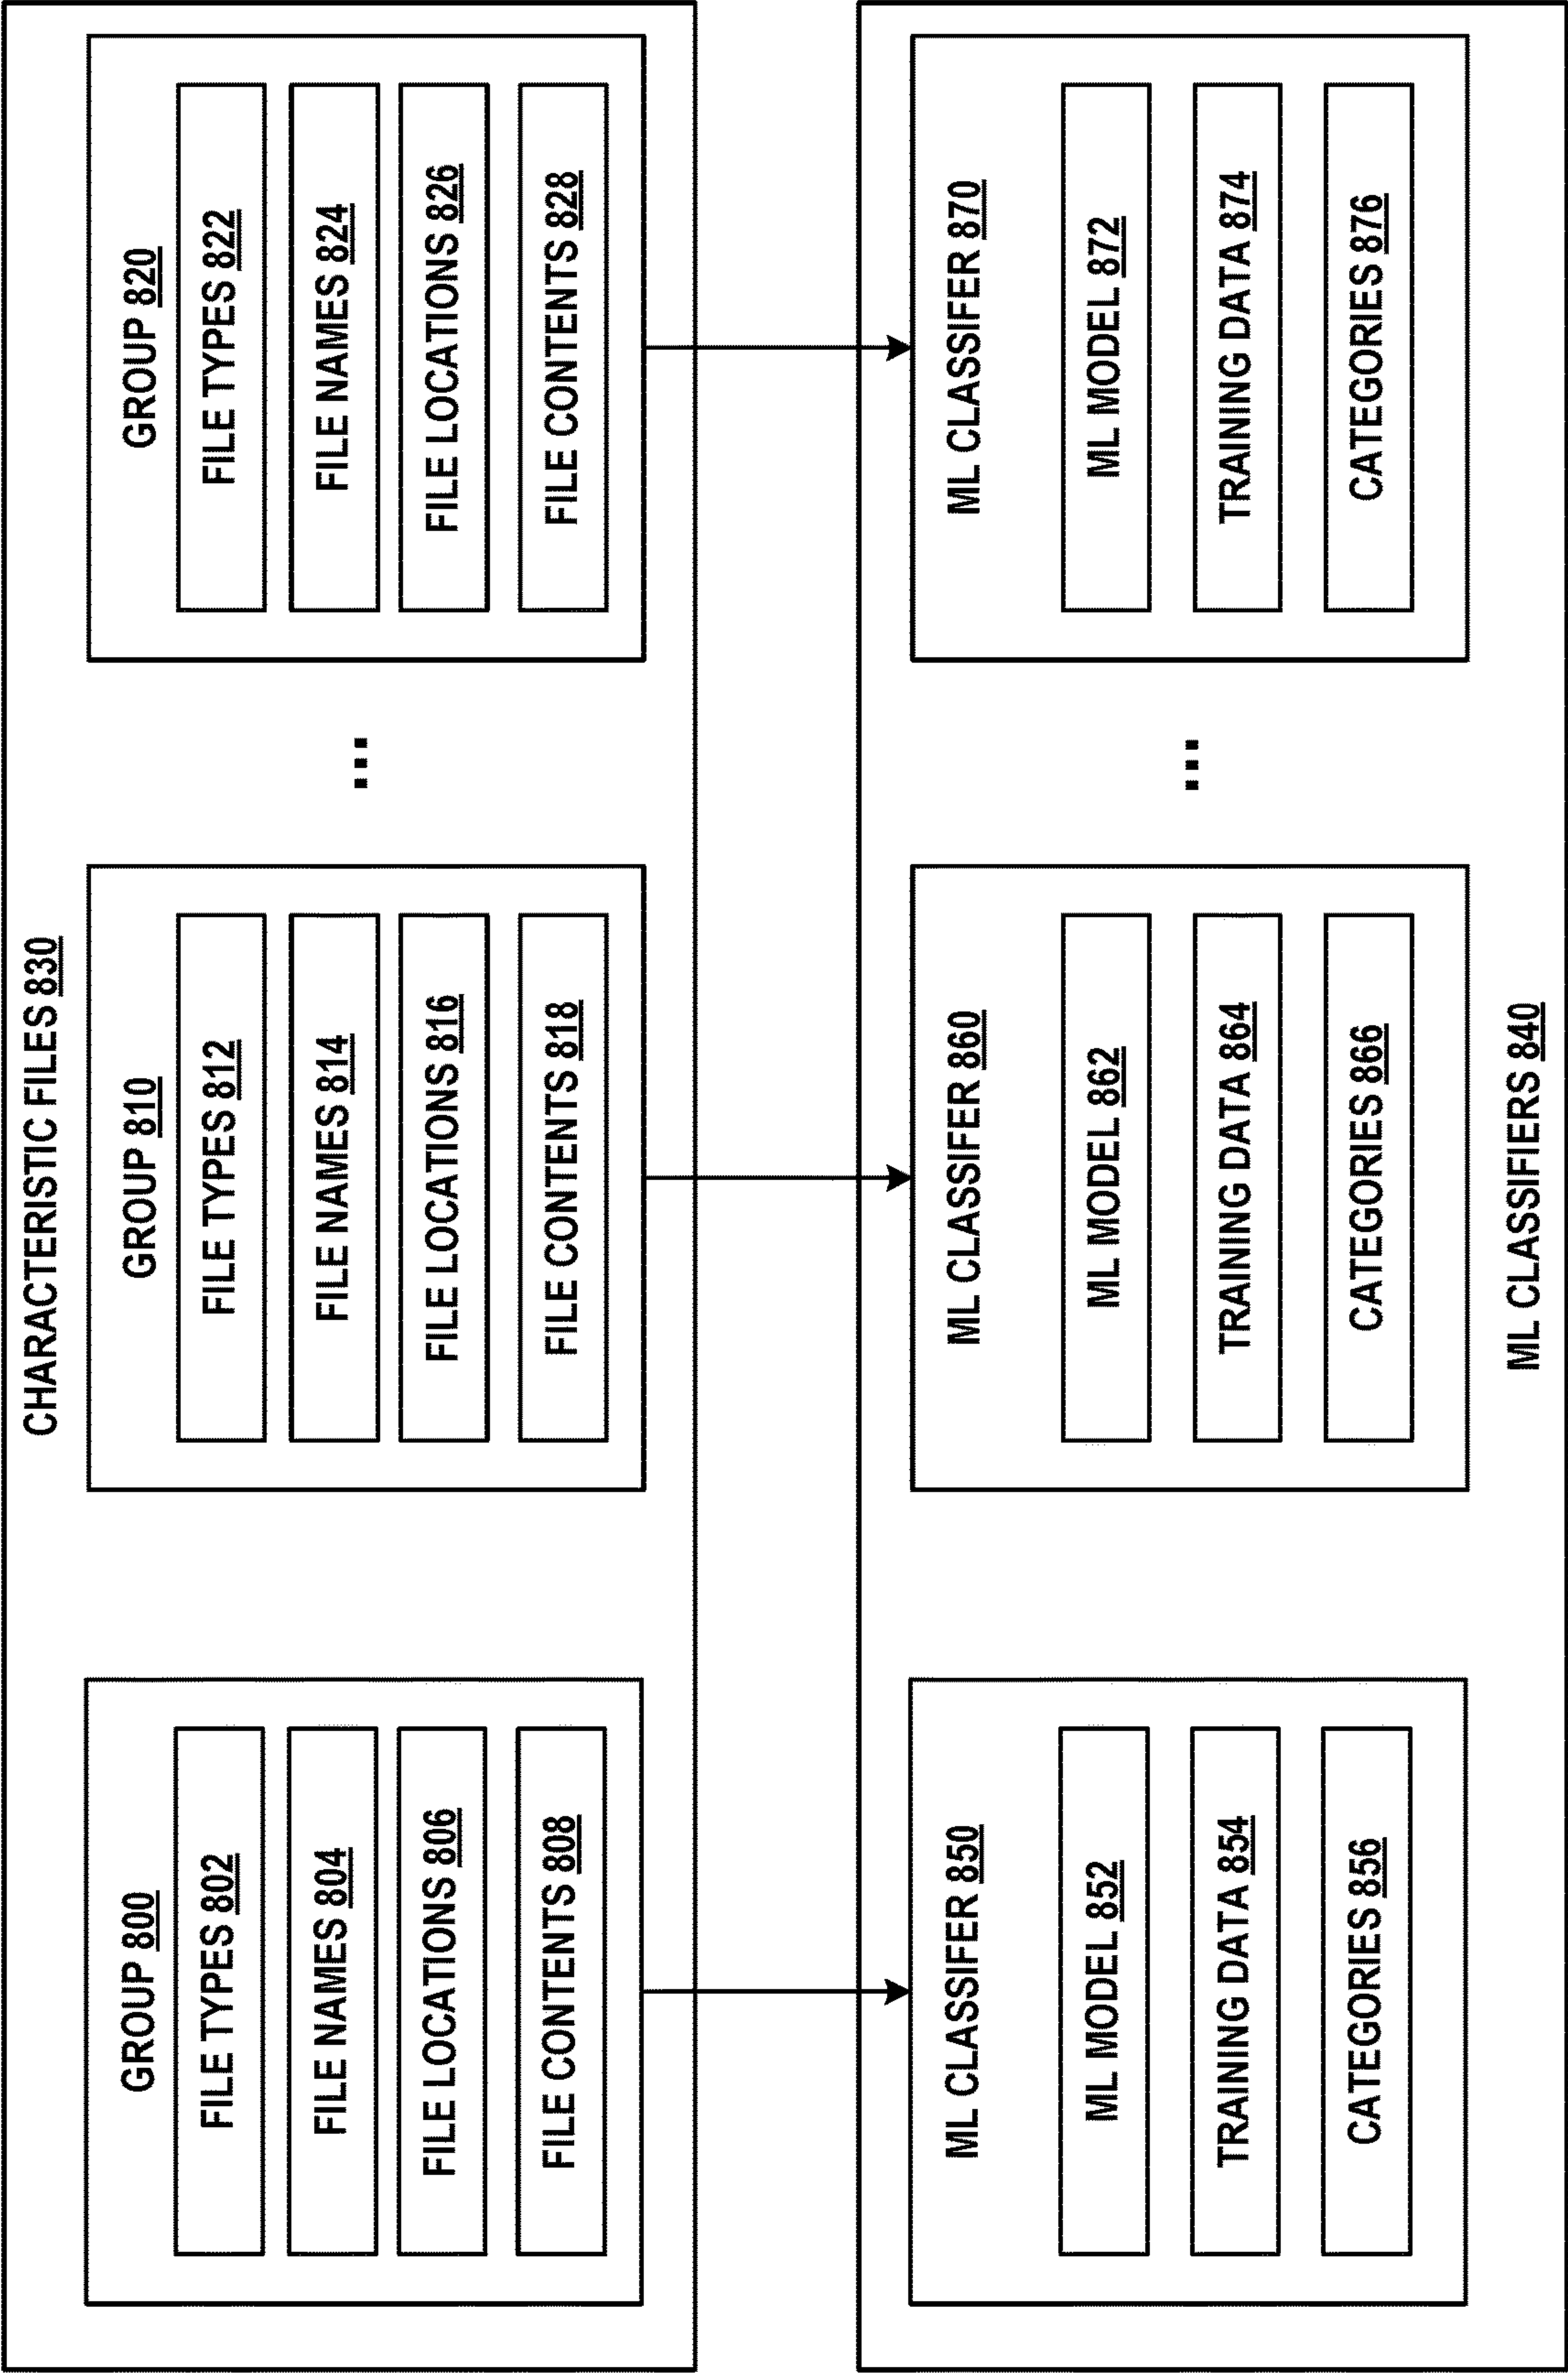 CHARACTERISTIC FILES 830
GROUP 800
FILE TYPES 802
FILE NAMES 804
FILE LOCATIONS 806
FILE CONTENTS 808
GROUP 810
FILE TYPES 812
FILE NAMES 814
FILE LOCATIONS 816
FILE CONTENTS 818
...
GROUP 820
FILE TYPES 822
FILE NAMES 824
FILE LOCATIONS 826
FILE CONTENTS 828
ML CLASSIFER 850
ML MODEL 852
TRAINING DATA 854
CATEGORIES 856
ML CLASSIFER 860
ML MODEL 862
TRAINING DATA 864
CATEGORIES 866
...
ML CLASSIFER 870
ML MODEL 872
TRAINING DATA 874
CATEGORIES 876
ML CLASSIFIERS 840